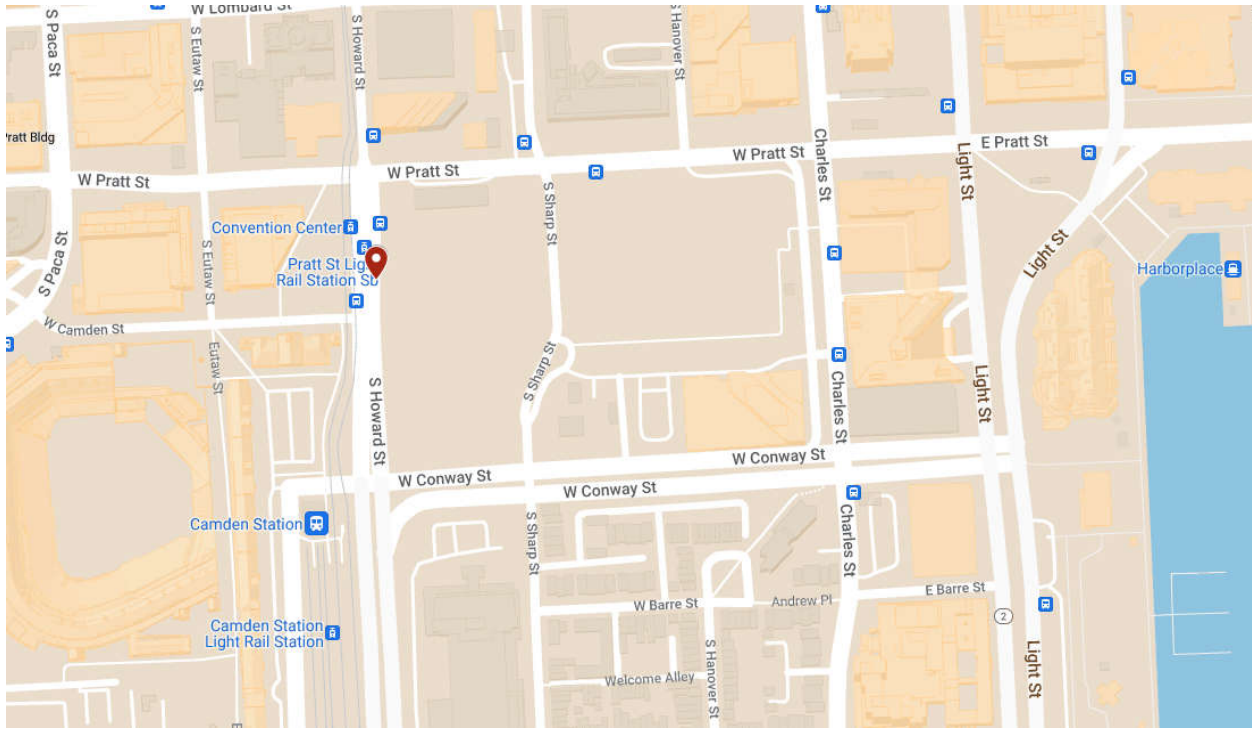 W Lombard St
S Paca St
S Eutaw St
S Howard St
S Hanover St
Pratt Bldg
Charles St
Light St
E Pratt St
W Pratt St
W Pratt St
W Pratt St
S Sharp St
Convention Center
S Paca St
S Eutaw St
Light St
Pratt St Lig
Rail Station Sb
Harborplace
W Camden St
Eutaw St
S Sharp St
S Howard St
Charles St
Light St
W Conway St
W Conway St
W Conway St
Camden Station
S Sharp St
Charles St
E Barre St
W Barre St
Andrew Pl
2
Camden Station
Light Rail Station
S Hanover St
Welcome Alley
Light St